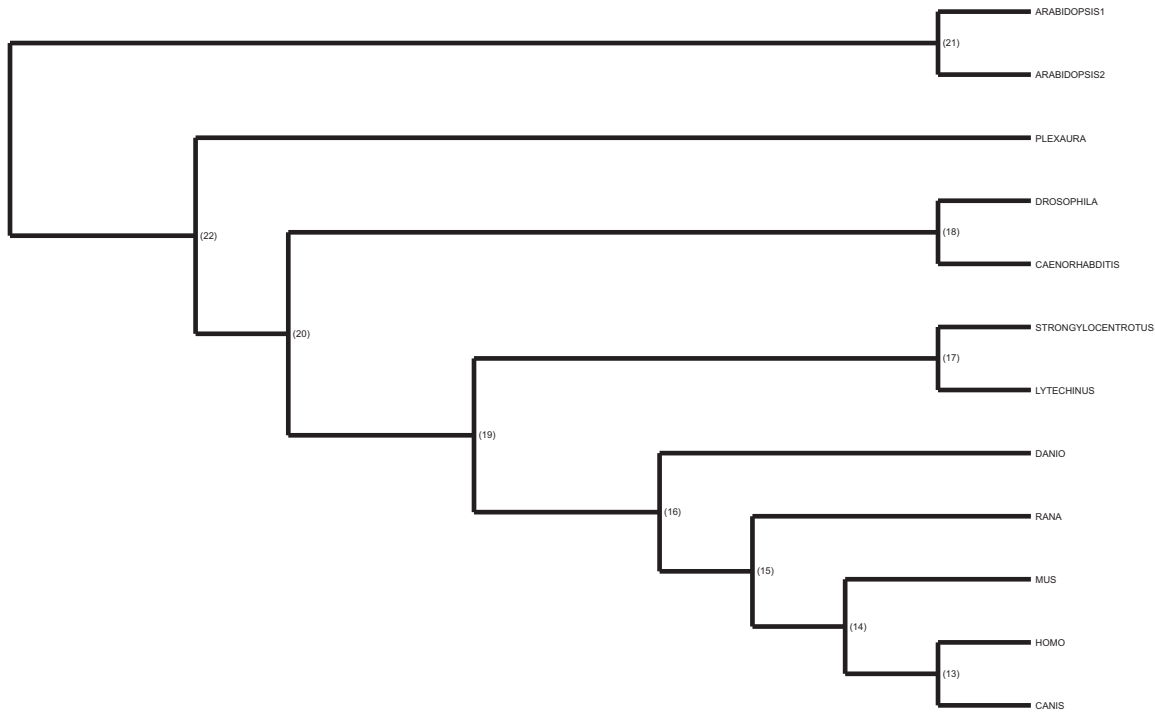 ARABIDOPSIS1
(21)
ARABIDOPSIS2
PLEXAURA
DROSOPHILA
(22)
(18)
CAENORHABDITIS
STRONGYLOCENTROTUS
(20)
(17)
LYTECHINUS
(19)
DANIO
(16)
RANA
(15)
MUS
(14)
HOMO
(13)
CANIS